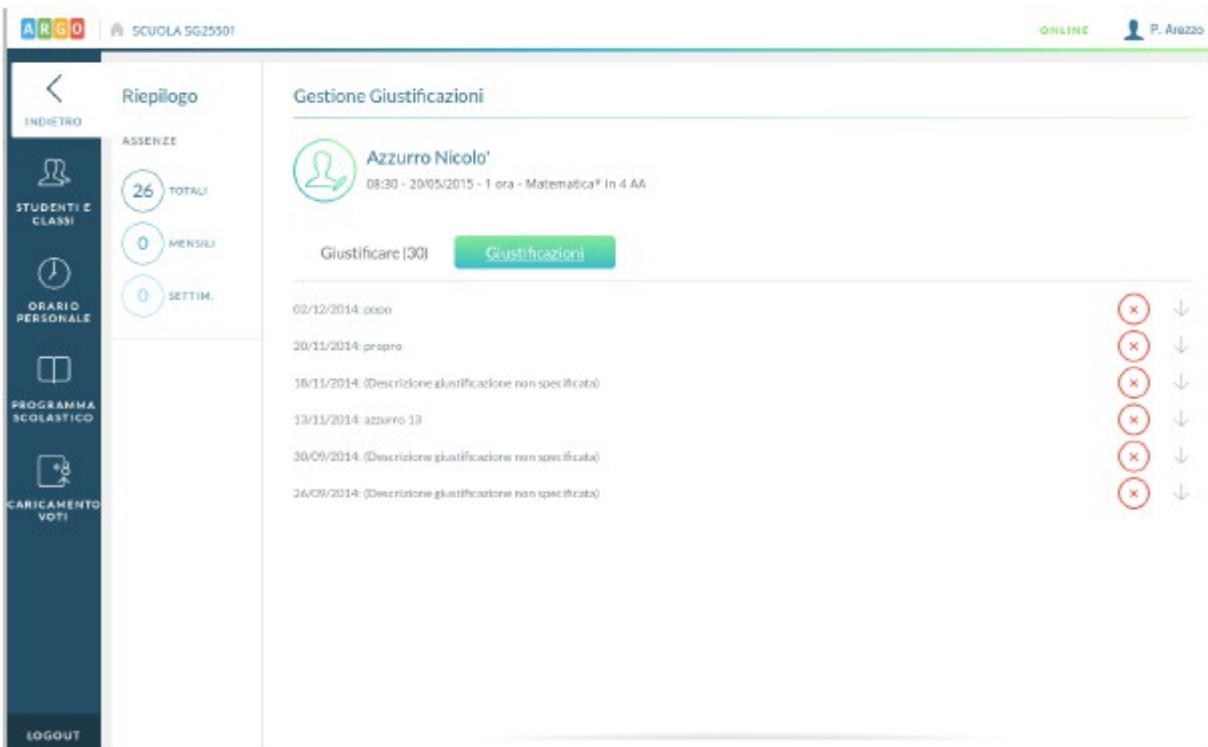 ARGO SCUOLA SG25501 ONLINE P. Arezzo
INDIETRO
STUDENTI E
CLASSI
ORARIO
PERSONALE
PROGRAMMA
SCOLASTICO
CARICAMENTO
VOTI
LOGOUT
Riepilogo
ASSENZE
26 TOTALI
0 MENSILI
0 SETTIM.
Gestione Giustificazioni
Azzurro Nicolo'
08:30 - 20/05/2015 - 1 ora - Matematica* in 4 AA
Giustificare (30) Giustificazioni
02/12/2014: popo
20/11/2014: propro
18/11/2014: (Descrizione giustificazione non specificata)
13/11/2014: azzurro 13
30/09/2014: (Descrizione giustificazione non specificata)
26/09/2014: (Descrizione giustificazione non specificata)